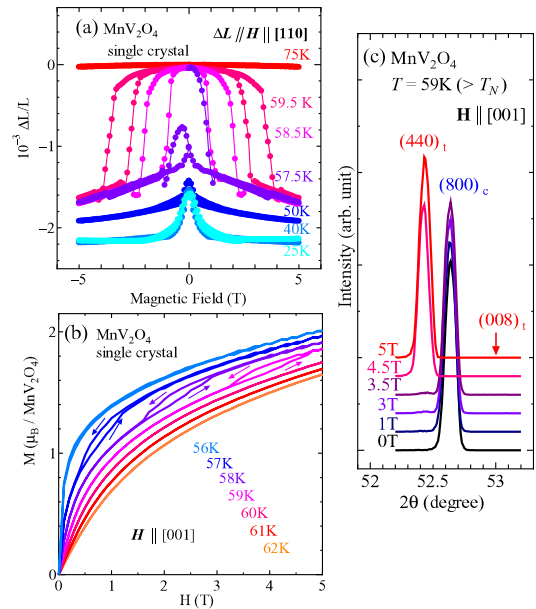 (a)
MnV2O4
single crystal
ΔL // H || [110]
75K
59.5 K
58.5K
57.5K
50K
40K
25K
0
−1
−2
10⁻³ ΔL/L
−5
0
5
Magnetic Field (T)
(b)
MnV2O4
single crystal
2
1
0
M (μB / MnV2O4)
56K
57K
58K
59K
60K
61K
62K
H || [001]
0
1
2
3
4
5
H (T)
(c)
MnV2O4
T = 59K (> TN)
H || [001]
(440)t
(800)c
(008)t
5T
4.5T
3.5T
3T
1T
0T
Intensity (arb. unit)
52
52.5
53
2θ (degree)